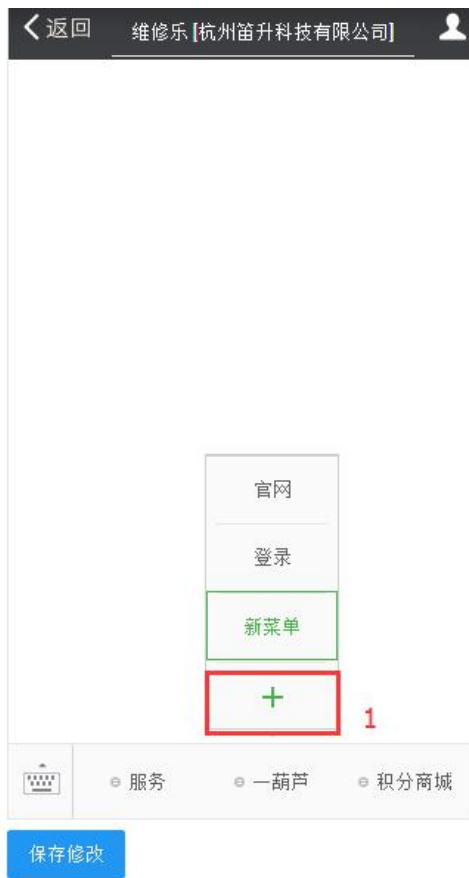 返回 维修乐 [杭州笛升科技有限公司]
官网
登录
新菜单
+
1
服务 一葫芦 积分商城
保存修改